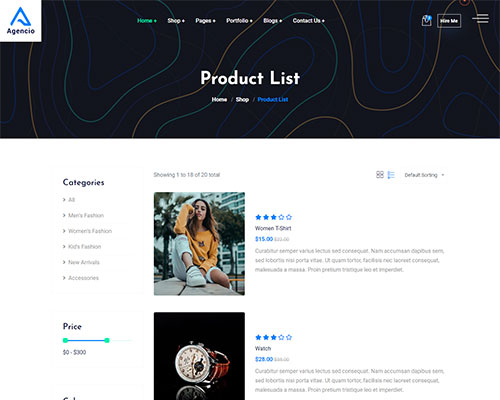 Agencio
Home + Shop + Pages + Portfolio + Blogs + Contact Us +
Hire Me
Product List
Home / Shop / Product List
Categories
All
Men's Fashion
Women's Fashion
Kid's Fashion
New Arrivals
Accessories
Price
$0 - $300
Showing 1 to 18 of 20 total
Default Sorting
Women T-Shirt
$15.00
Curabitur semper varius lectus sed consequat. Nam accumsan dapibus sem,
sed lobortis nisi porta vitae. Ut quam tortor, facilisis nec laoreet consequat,
malesuada a massa. Proin pretium tristique leo et imperdiet.
Watch
$28.00
Curabitur semper varius lectus sed consequat. Nam accumsan dapibus sem,
sed lobortis nisi porta vitae. Ut quam tortor, facilisis nec laoreet consequat,
malesuada a massa. Proin pretium tristique leo et imperdiet.